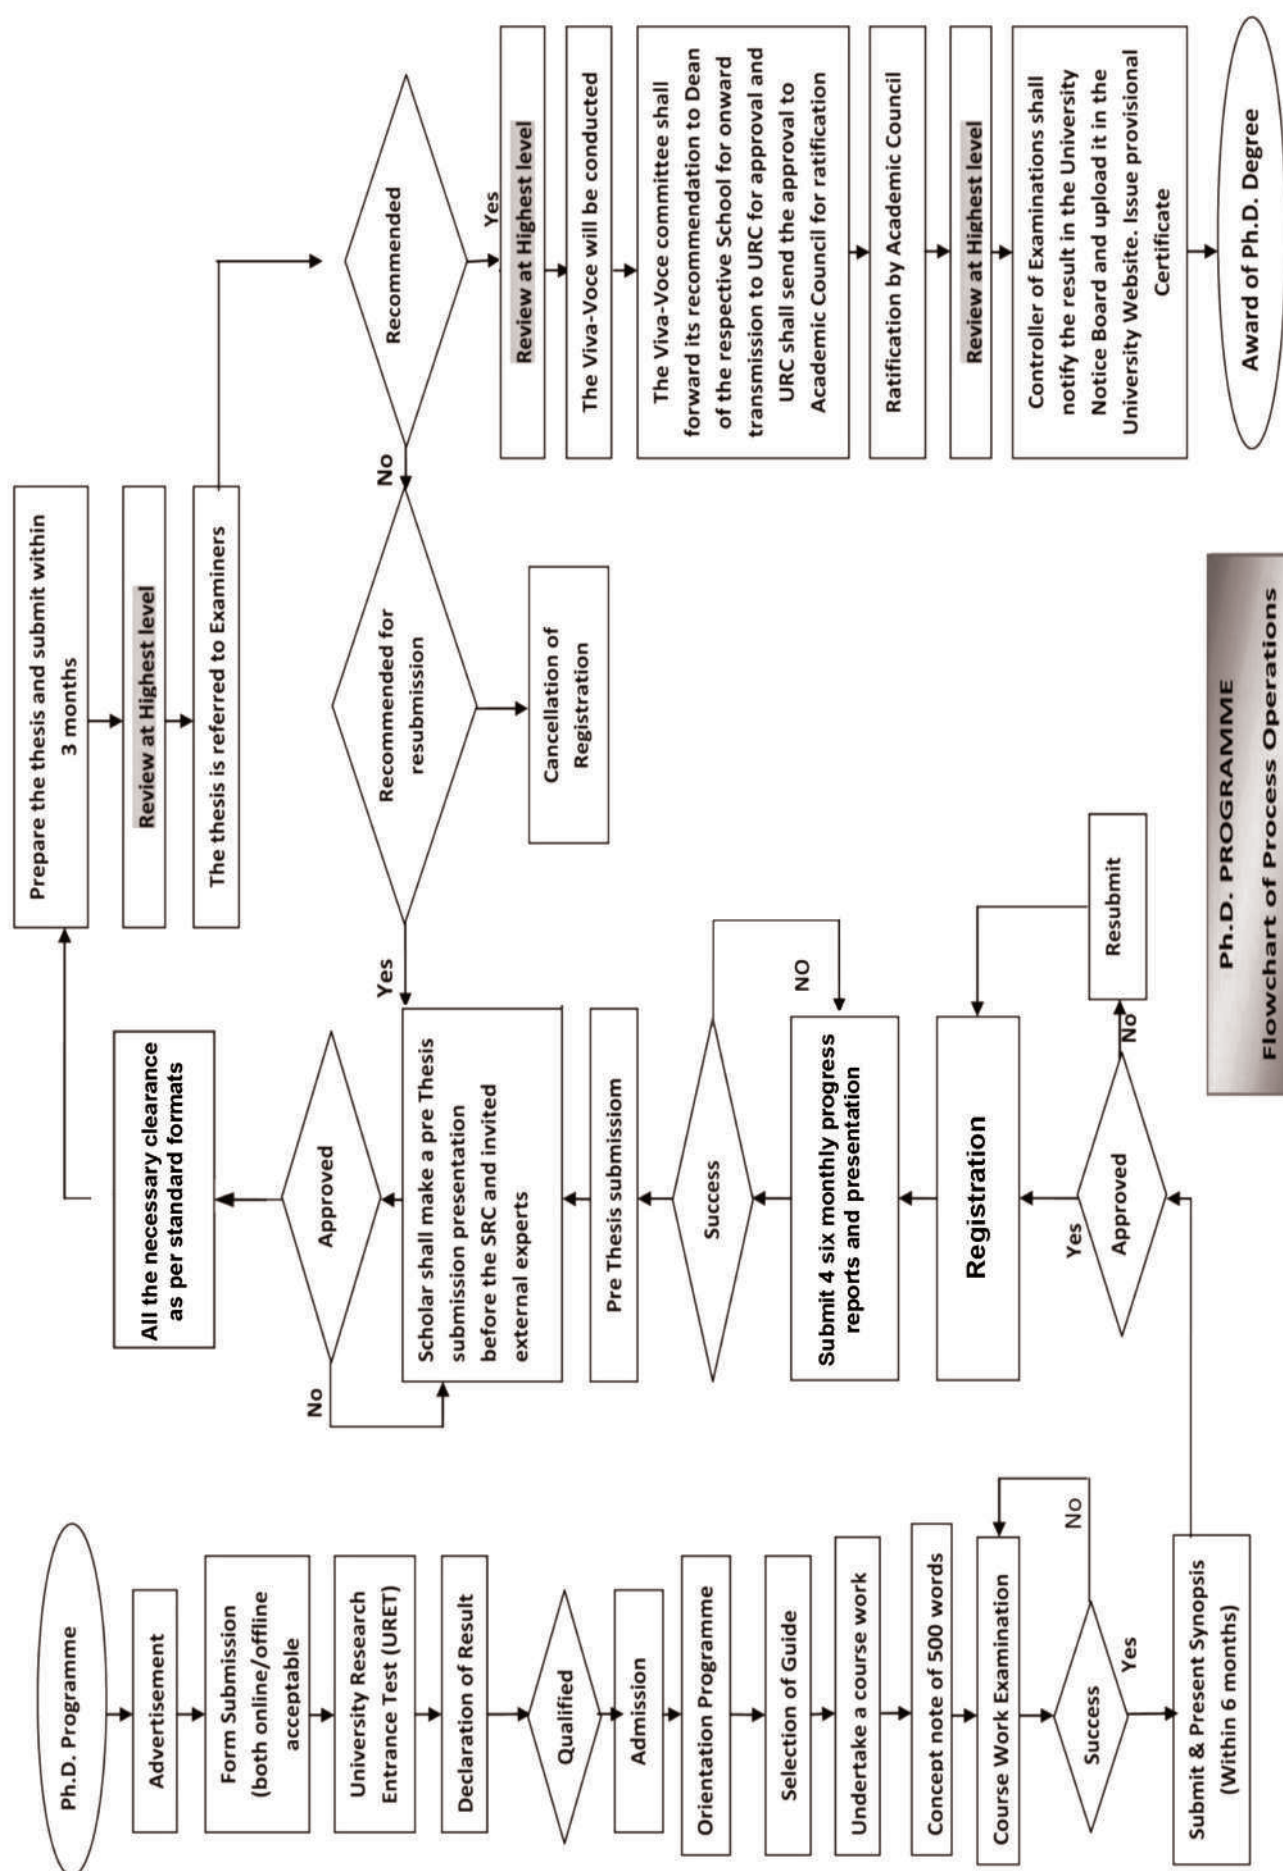 Ph.D. Programme
Advertisement
Form Submission
(both online/offline
acceptable
University Research
Entrance Test (URET)
Declaration of Result
Qualified
Admission
Orientation Programme
Selection of Guide
Undertake a course work
Concept note of 500 words
Course Work Examination
No
Success
Yes
Submit & Present Synopsis
(Within 6 months)
All the necessary clearance
as per standard formats
Approved
No
Scholar shall make a pre Thesis
submission presentation
before the SRC and invited
external experts
Pre Thesis submissiom
Success
NO
Submit 4 six monthly progress
reports and presentation
Registration
Yes
Approved
No
Resubmit
Prepare the thesis and submit within
3 months
Review at Highest level
The thesis is referred to Examiners
Recommended
No
Yes
Recommended for
resubmission
Yes
Cancellation of
Registration
Review at Highest level
The Viva-Voce will be conducted
The Viva-Voce committee shall
forward its recommendation to Dean
of the respective School for onward
transmission to URC for approval and
URC shall send the approval to
Academic Council for ratification
Ratification by Academic Council
Review at Highest level
Controller of Examinations shall
notify the result in the University
Notice Board and upload it in the
University Website. Issue provisional
Certificate
Award of Ph.D. Degree
Ph.D. PROGRAMME
Flowchart of Process Operations